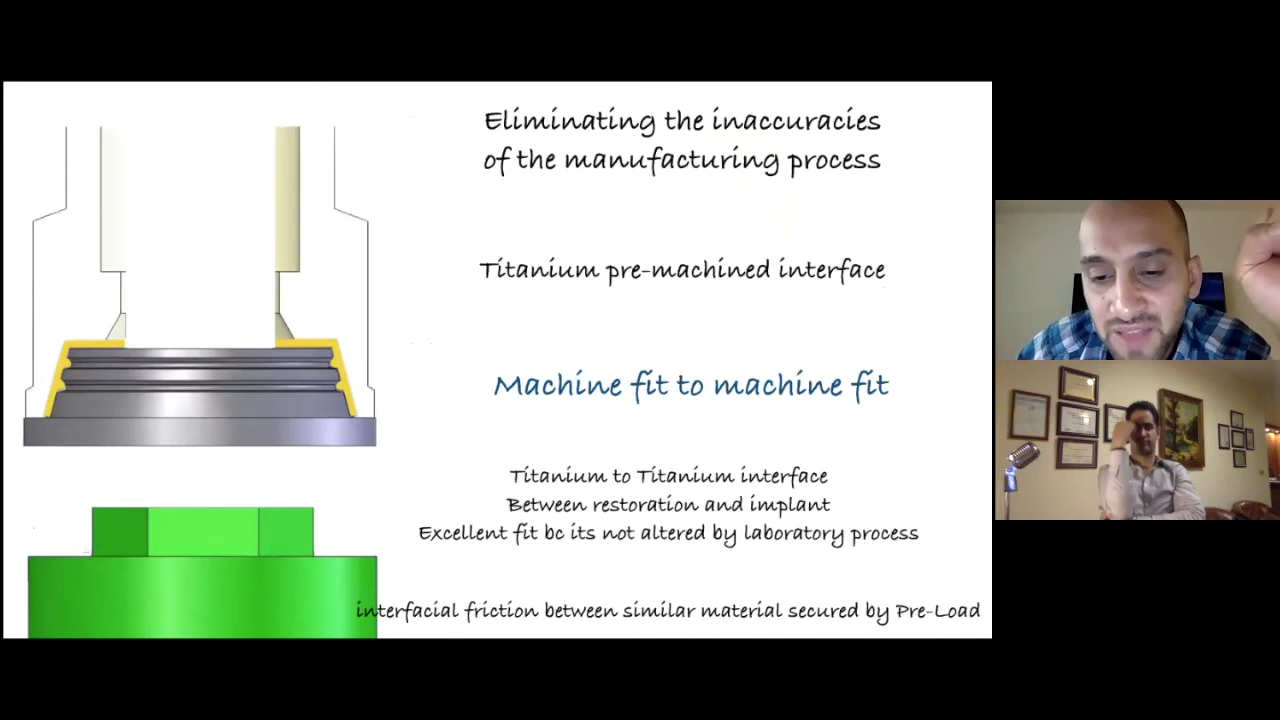 Eliminating the inaccuracies
of the manufacturing process
Titanium pre-machined interface
Machine fit to machine fit
Titanium to Titanium interface
Between restoration and implant
Excellent fit bc its not altered by laboratory process
interfacial friction between similar material secured by Pre-Load